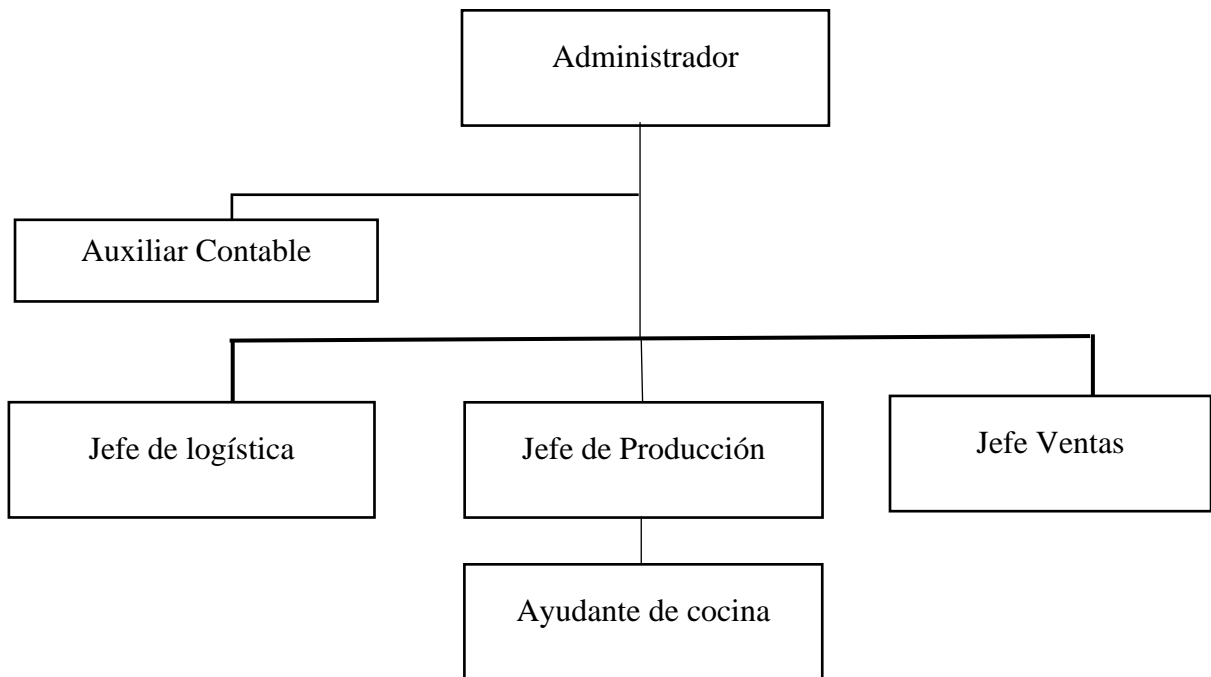 Administrador
Auxiliar Contable
Jefe de logística
Jefe de Producción
Jefe Ventas
Ayudante de cocina